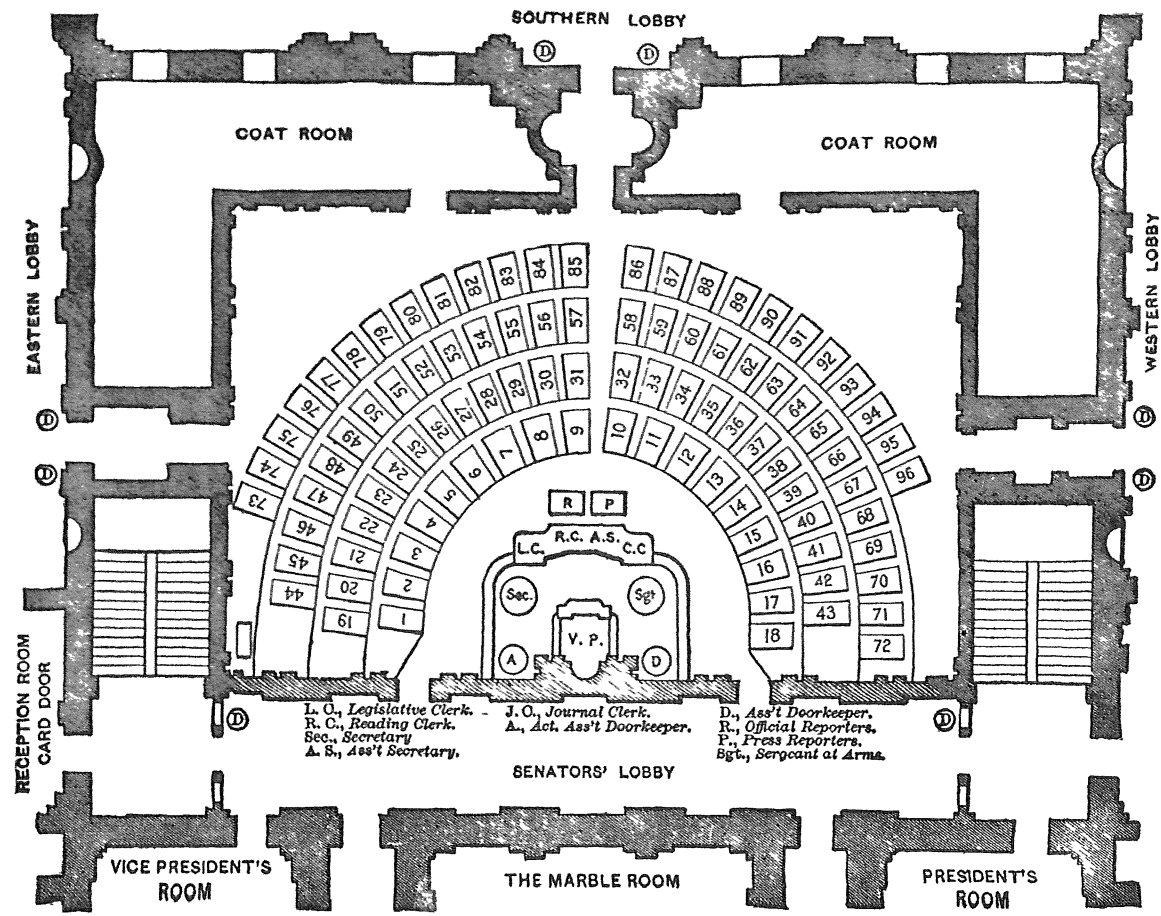 SOUTHERN LOBBY
D D
COAT ROOM
COAT ROOM
EASTERN LOBBY
WESTERN LOBBY
85 86
84 87
83 88
82 89
81 90
80 91
79 92
78 93
77 94
76 95
75 96
74
73
57 58
56 59
55 60
54 61
53 62
52 63
51 64
50 65
49 66
48 67
47 68
46 69
45 70
44 71
72
31 32
30 33
29 34
28 35
27 36
26 37
25 38
24 39
23 40
22 41
21 42
20 43
19
9 10
8 11
7 12
6 13
5 14
4 15
3 16
2 17
1 18
D D
D D
R P
L.C. R.C. A.S. C.C
Sec. Sgt
V. P.
A D
RECEPTION ROOM
CARD DOOR
D D
L. C., Legislative Clerk. - J. C., Journal Clerk. D., Ass't Doorkeeper.
R. C., Reading Clerk. A., Act. Ass't Doorkeeper. R., Official Reporters.
Sec., Secretary P., Press Reporters.
A. S., Ass't Secretary. Sgt., Sergeant at Arms.
SENATORS' LOBBY
VICE PRESIDENT'S
ROOM
THE MARBLE ROOM
PRESIDENT'S
ROOM